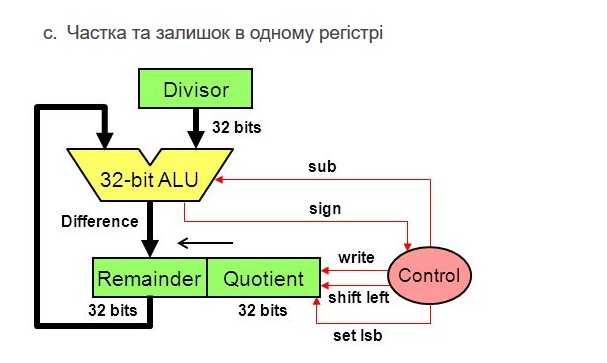 c. Частка та залишок в одному регістрі
Divisor
32 bits
32-bit ALU
sub
sign
Difference
write
Remainder
Quotient
Control
shift left
32 bits
32 bits
set lsb